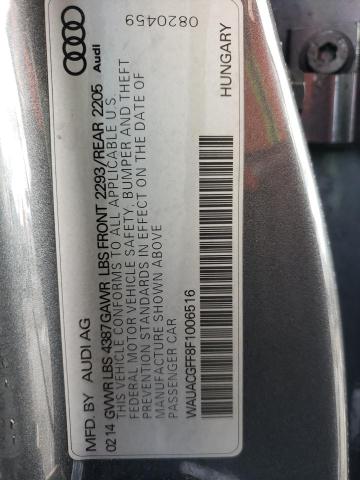 MFD. BY AUDI AG
Audi
02 14 GVWR LBS 4387 GAWR LBS FRONT 2293/REAR 2205
THIS VEHICLE CONFORMS TO ALL APPLICABLE U.S.
FEDERAL MOTOR VEHICLE SAFETY, BUMPER AND THEFT
PREVENTION STANDARDS IN EFFECT ON THE DATE OF
MANUFACTURE SHOWN ABOVE
PASSENGER CAR
0820459
WAUACGFF8F1006516
HUNGARY